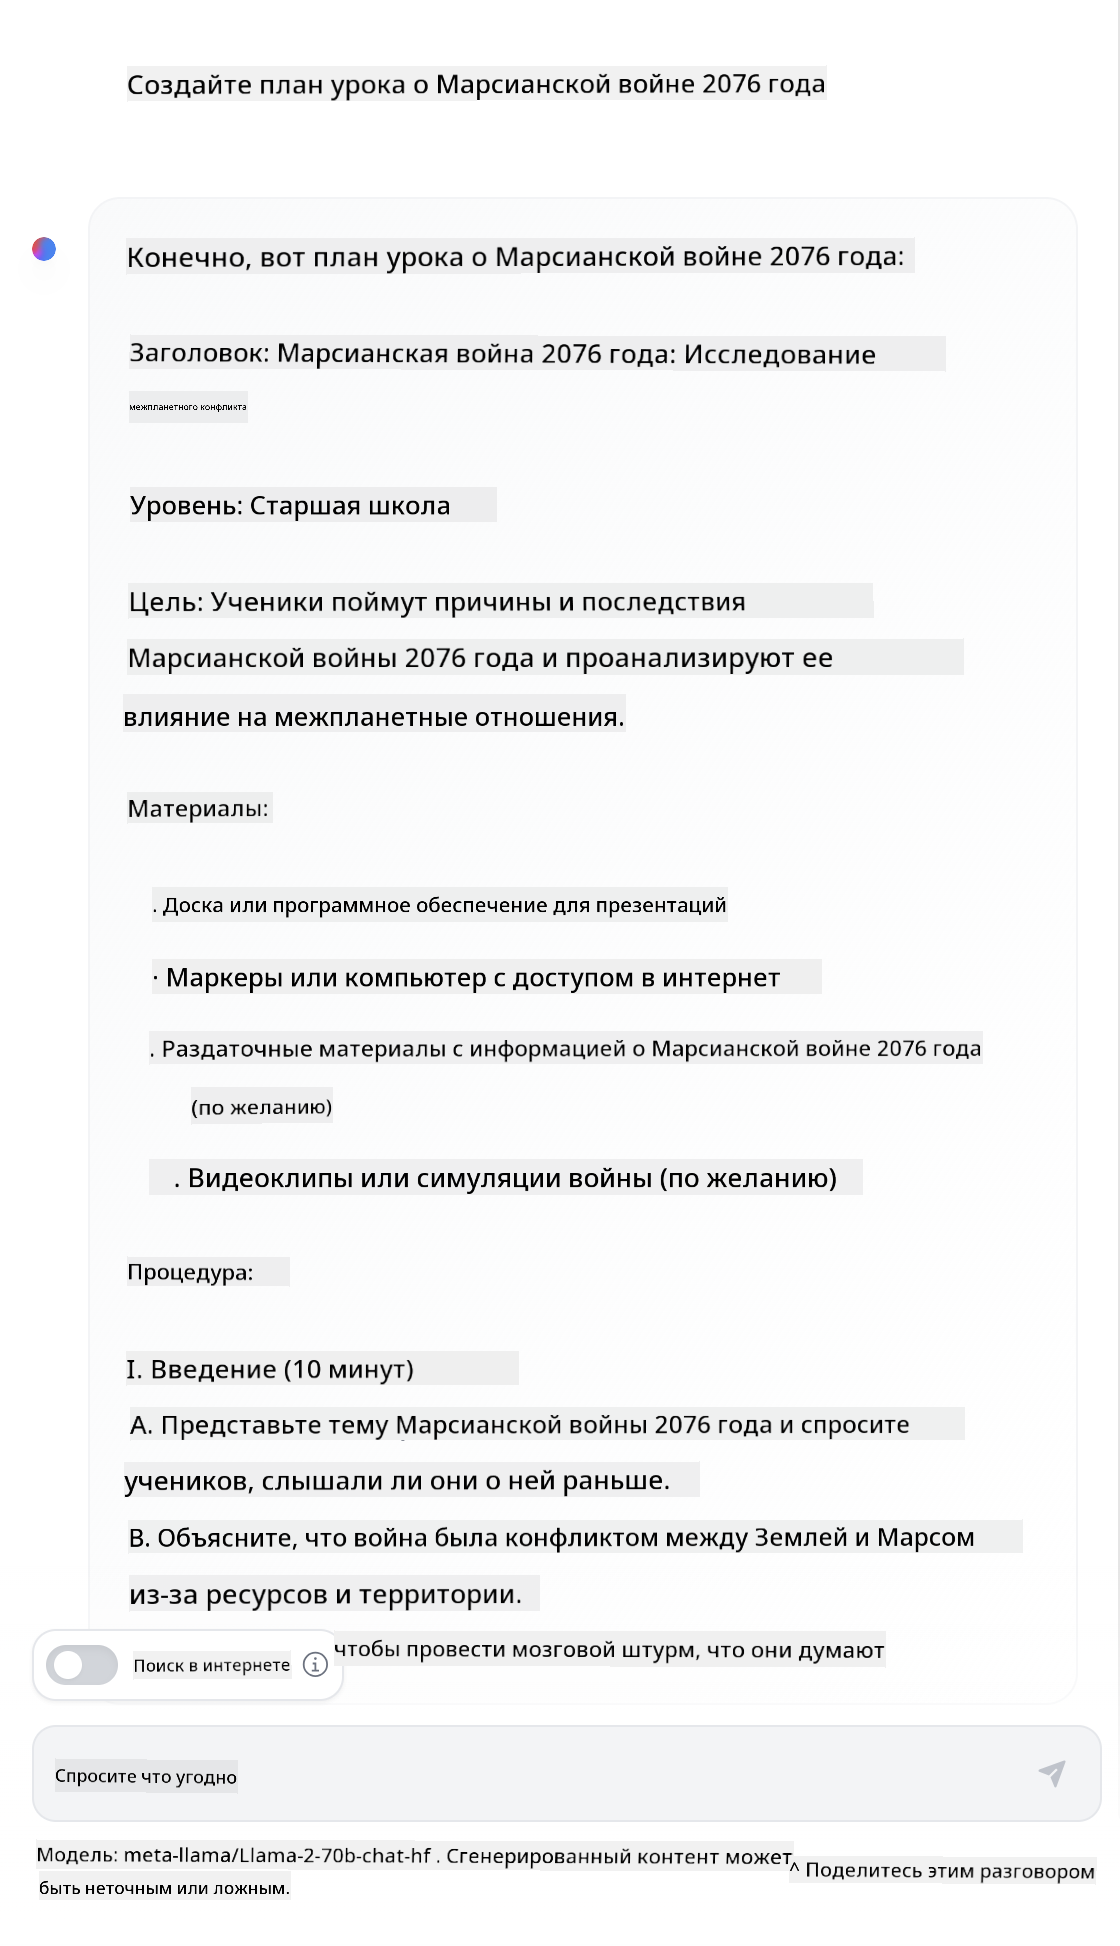 Создайте план урока о Марсианской войне 2076 года
Конечно, вот план урока о Марсианской войне 2076 года:
Заголовок: Марсианская война 2076 года: Исследование
межпланетного конфликта
Уровень: Старшая школа
Цель: Ученики поймут причины и последствия
Марсианской войны 2076 года и проанализируют ее
влияние на межпланетные отношения.
Материалы:
. Доска или программное обеспечение для презентаций
· Маркеры или компьютер с доступом в интернет
. Раздаточные материалы с информацией о Марсианской войне 2076 года
(по желанию)
. Видеоклипы или симуляции войны (по желанию)
Процедура:
I. Введение (10 минут)
A. Представьте тему Марсианской войны 2076 года и спросите
учеников, слышали ли они о ней раньше.
B. Объясните, что война была конфликтом между Землей и Марсом
из-за ресурсов и территории.
чтобы провести мозговой штурм, что они думают
Поиск в интернете
Спросите что угодно
Модель: meta-llama/Llama-2-70b-chat-hf . Сгенерированный контент может
быть неточным или ложным.
^ Поделитесь этим разговором